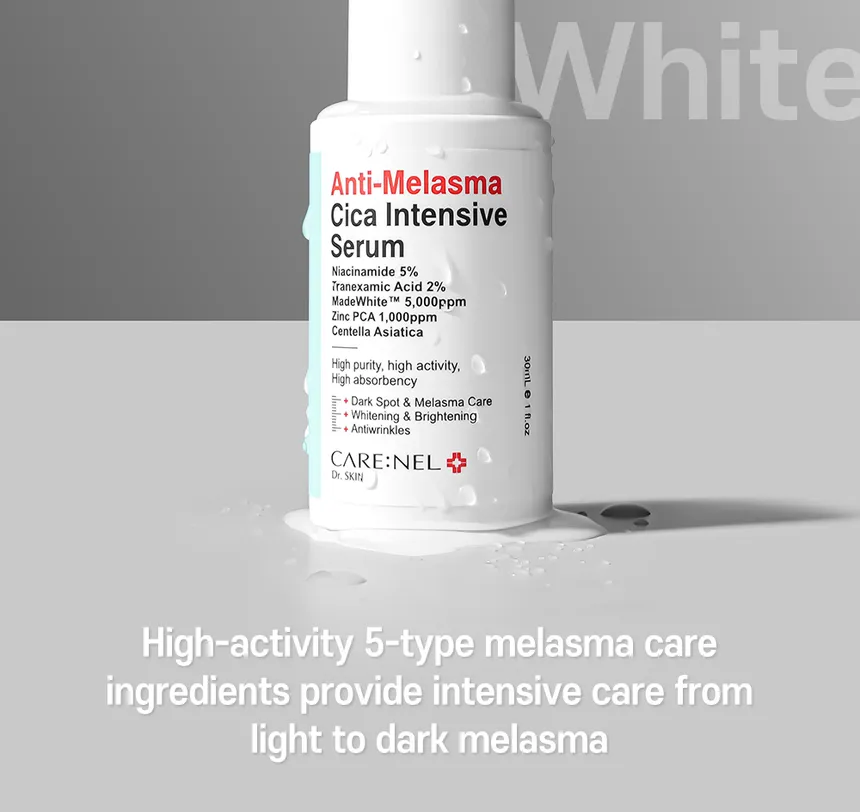 White
Anti-Melasma
Cica Intensive
Serum
Niacinamide 5%
Tranexamic Acid 2%
MadeWhite™ 5,000ppm
Zinc PCA 1,000ppm
Centella Asiatica
High purity, high activity,
High absorbency
+ Dark Spot & Melasma Care
+ Whitening & Brightening
+ Antiwrinkles
CARE:NEL
Dr. SKIN
30mL ℮ 1 fl.oz
High-activity 5-type melasma care
ingredients provide intensive care from
light to dark melasma